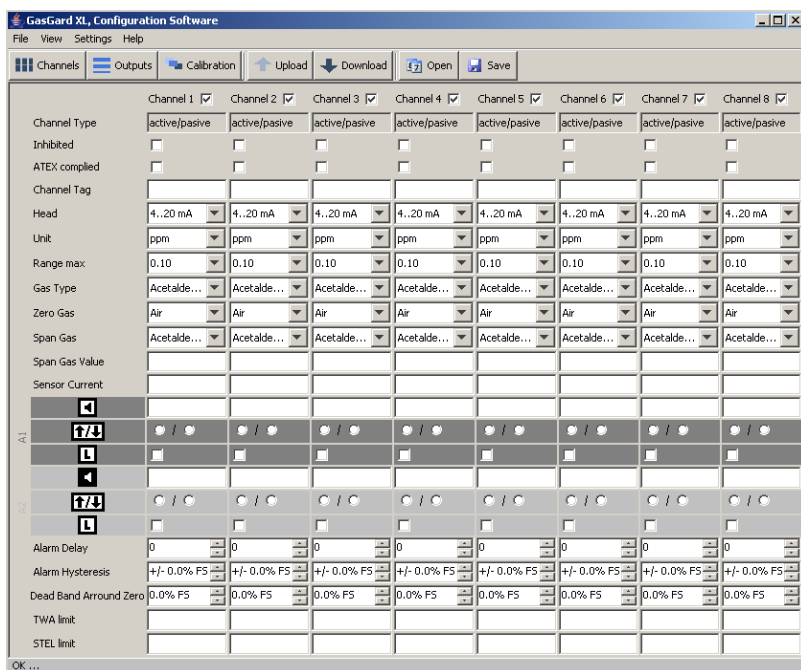 GasGard XL, Configuration Software
File View Settings Help
Channels Outputs Calibration Upload Download Open Save
Channel 1 Channel 2 Channel 3 Channel 4 Channel 5 Channel 6 Channel 7 Channel 8
Channel Type active/pasive active/pasive active/pasive active/pasive active/pasive active/pasive active/pasive active/pasive
Inhibited
ATEX complied
Channel Tag
Head 4..20 mA 4..20 mA 4..20 mA 4..20 mA 4..20 mA 4..20 mA 4..20 mA 4..20 mA
Unit ppm ppm ppm ppm ppm ppm ppm ppm
Range max 0.10 0.10 0.10 0.10 0.10 0.10 0.10 0.10
Gas Type Acetalde... Acetalde... Acetalde... Acetalde... Acetalde... Acetalde... Acetalde... Acetalde...
Zero Gas Air Air Air Air Air Air Air Air
Span Gas Acetalde... Acetalde... Acetalde... Acetalde... Acetalde... Acetalde... Acetalde... Acetalde...
Span Gas Value
Sensor Current
A1
/ / / / / / / / /
L
A2
/ / / / / / / / /
L
Alarm Delay 0 0 0 0 0 0 0 0
Alarm Hysteresis +/- 0.0% FS +/- 0.0% FS +/- 0.0% FS +/- 0.0% FS +/- 0.0% FS +/- 0.0% FS +/- 0.0% FS +/- 0.0% FS
Dead Band Arround Zero 0.0% FS 0.0% FS 0.0% FS 0.0% FS 0.0% FS 0.0% FS 0.0% FS 0.0% FS
TWA limit
STEL limit
OK ...